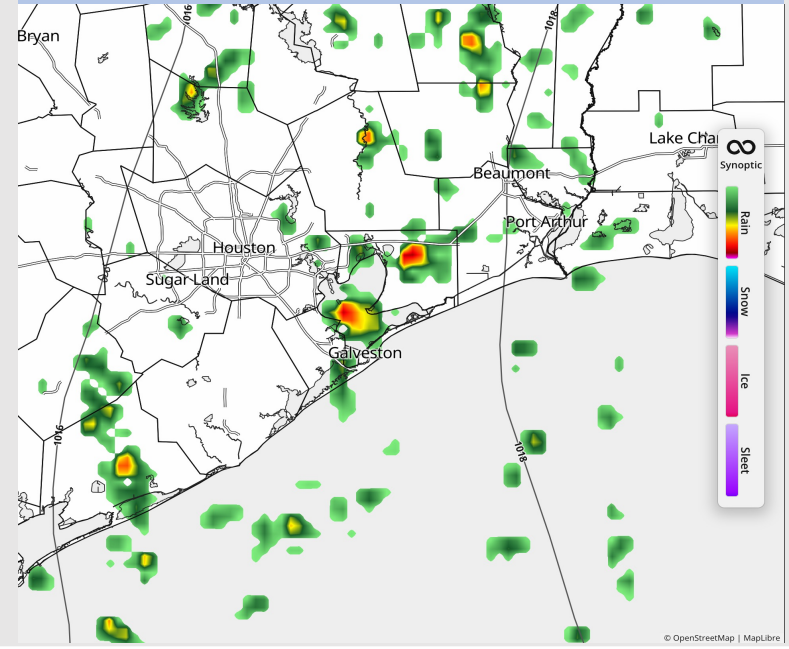 1016
1018
Bryan
Lake Cha
Synoptic
Beaumont
Rain
Port Arthur
Houston
Sugar Land
Snow
Galveston
Ice
1016
1018
Sleet
© OpenStreetMap | MapLibre